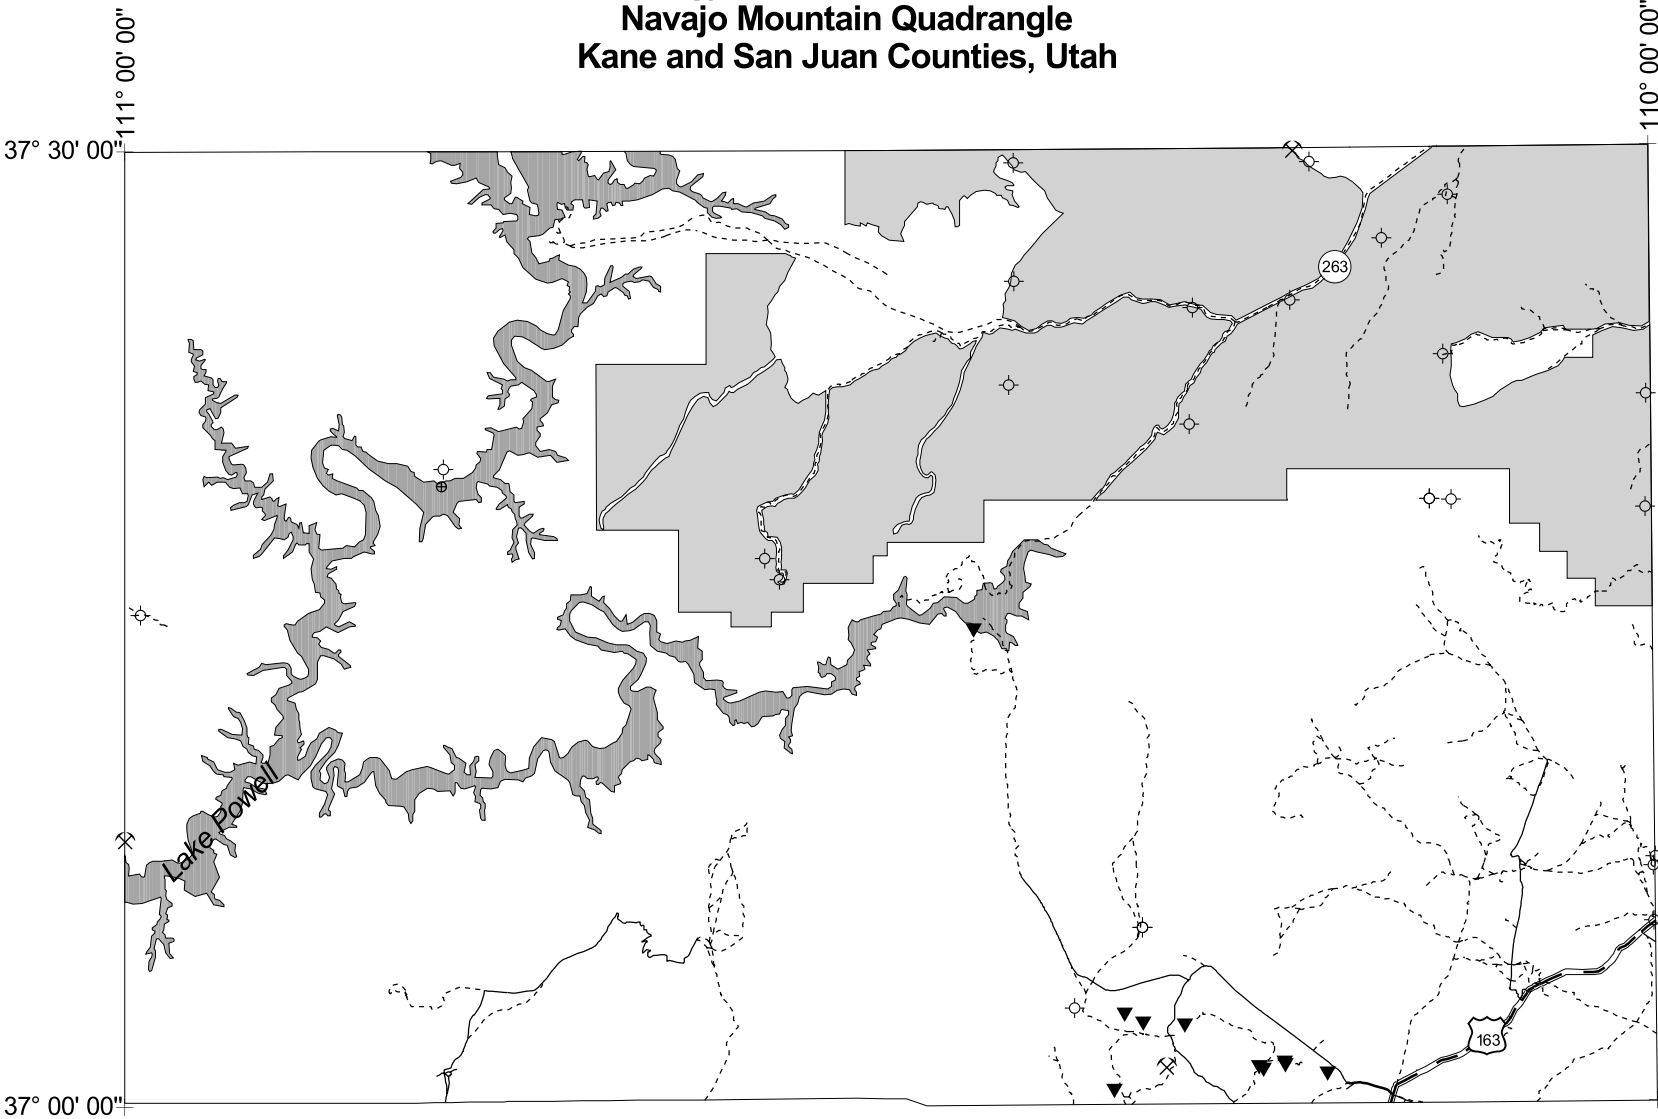 Navajo Mountain Quadrangle
Kane and San Juan Counties, Utah
111° 00' 00"
110° 00' 00"
37° 30' 00"
263
Lake Powell
163
37° 00' 00"